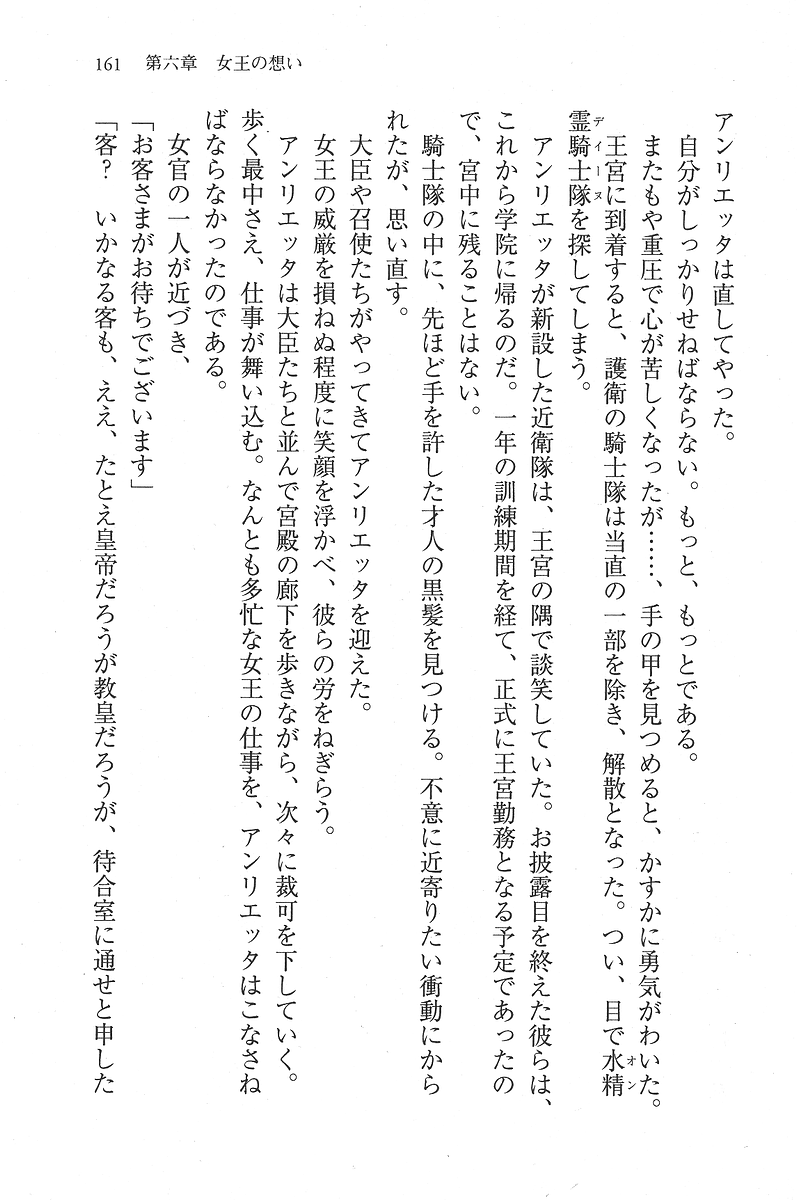 161　第六章　女王の想い
アンリエッタは直してやった。
自分がしっかりせねばならない。もっと、もっとである。
またもや重圧で心が苦しくなったが……、手の甲を見つめると、かすかに勇気がわいた。
王宮に到着すると、護衛の騎士隊は当直の一部を除き、解散となった。つい、目で水精オン
霊騎士隊ディーヌを探してしまう。
アンリエッタが新設した近衛隊は、王宮の隅で談笑していた。お披露目を終えた彼らは、
これから学院に帰るのだ。一年の訓練期間を経て、正式に王宮勤務となる予定であったの
で、宮中に残ることはない。
騎士隊の中に、先ほど手を許した才人の黒髪を見つける。不意に近寄りたい衝動にから
れたが、思い直す。
大臣や召使たちがやってきてアンリエッタを迎えた。
女王の威厳を損ねぬ程度に笑顔を浮かべ、彼らの労をねぎらう。
アンリエッタは大臣たちと並んで宮殿の廊下を歩きながら、次々に裁可を下していく。
歩く最中さえ、仕事が舞い込む。なんとも多忙な女王の仕事を、アンリエッタはこなさね
ばならなかったのである。
女官の一人が近づき、
「お客さまがお待ちでございます」
「客？　いかなる客も、ええ、たとえ皇帝だろうが教皇だろうが、待合室に通せと申した